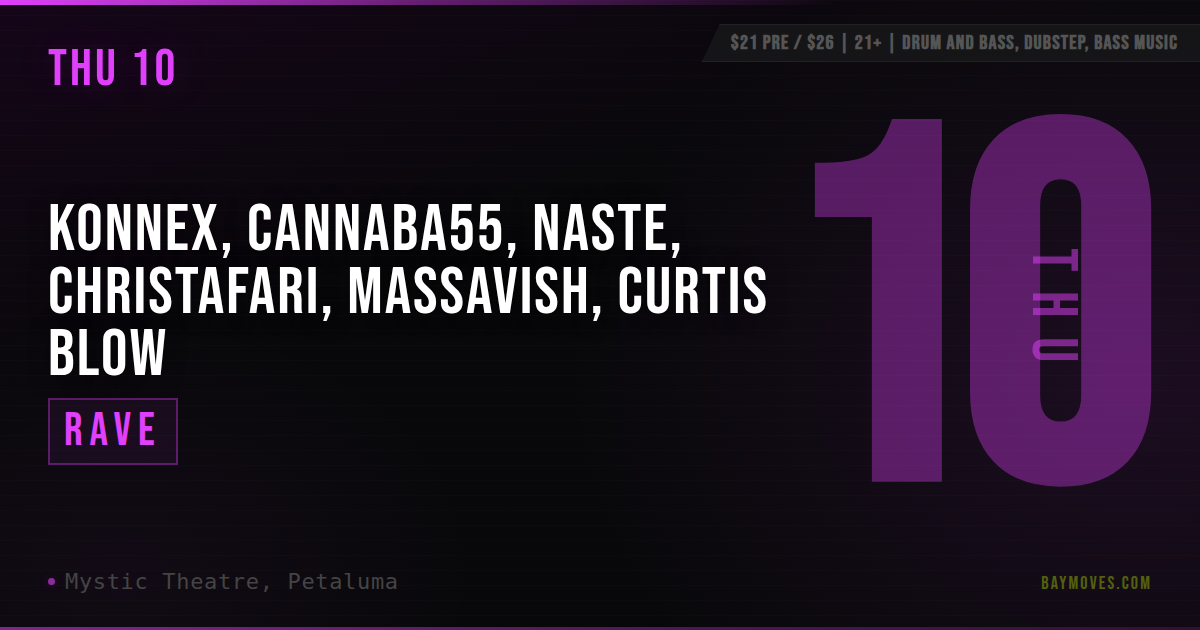 THU 10
$21 PRE / $26 | 21+ | DRUM AND BASS, DUBSTEP, BASS MUSIC
10
THU
KONNEX, CANNABA55, NASTE,
CHRISTAFARI, MASSAVISH, CURTIS
BLOW
RAVE
Mystic Theatre, Petaluma
BAYMOVES.COM